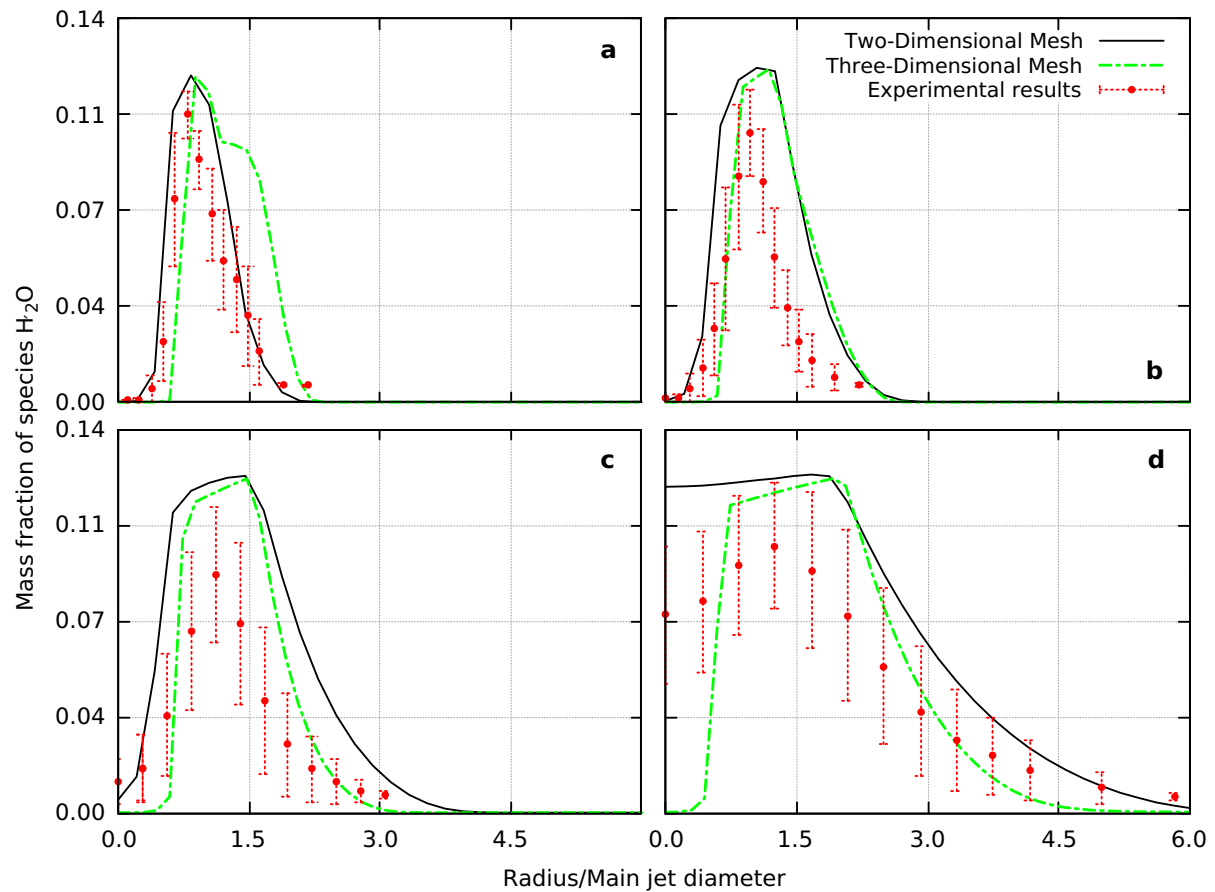 0.14
0.11
0.07
0.04
0.00
a
Two-Dimensional Mesh
Three-Dimensional Mesh
Experimental results
b
Mass fraction of species H₂O
0.14
0.11
0.07
0.04
0.00
c
d
0.0 1.5 3.0 4.5 0.0 1.5 3.0 4.5 6.0
Radius/Main jet diameter